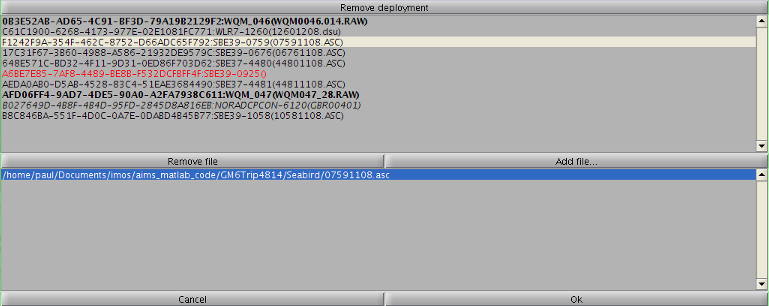 Remove deployment
0B3E52AB-AD65-4C91-BF3D-79A19B2129F2:WQM_046(WQM0046.014.RAW)
C61C1900-6268-4173-977E-02E1081FC771:WLR7-1260(12601208.dsu)
F1242F9A-354F-462C-8752-D66ADC65F792:SBE39-0759(07591108.ASC)
17C31F67-3B60-4988-A586-21932DE9579C:SBE39-0676(06761108.ASC)
648E571C-BD32-4F11-9D31-0ED86F703D62:SBE37-4480(44801108.ASC)
A6BE7E85-7AF8-4489-BE8B-F532DCFBFF4F:SBE39-0925()
AEDA0AB0-D5AB-4528-83C4-51EAE3684490:SBE37-4481(44811108.ASC)
AFD06FF4-9AD7-4DE5-90A0-A2FA7938C611:WQM_047(WQM047_28.RAW)
B027649D-4B8F-4B4D-95FD-2845D8A816EB:NORADCPCON-6120(GBR00401)
B8C846BA-551F-4D0C-0A7E-0DABD4B45B77:SBE39-1058(10581108.ASC)
Remove file
Add file...
/home/paul/Documents/imos/aims_matlab_code/GM6Trip4814/Seabird/07591108.asc
Cancel
Ok